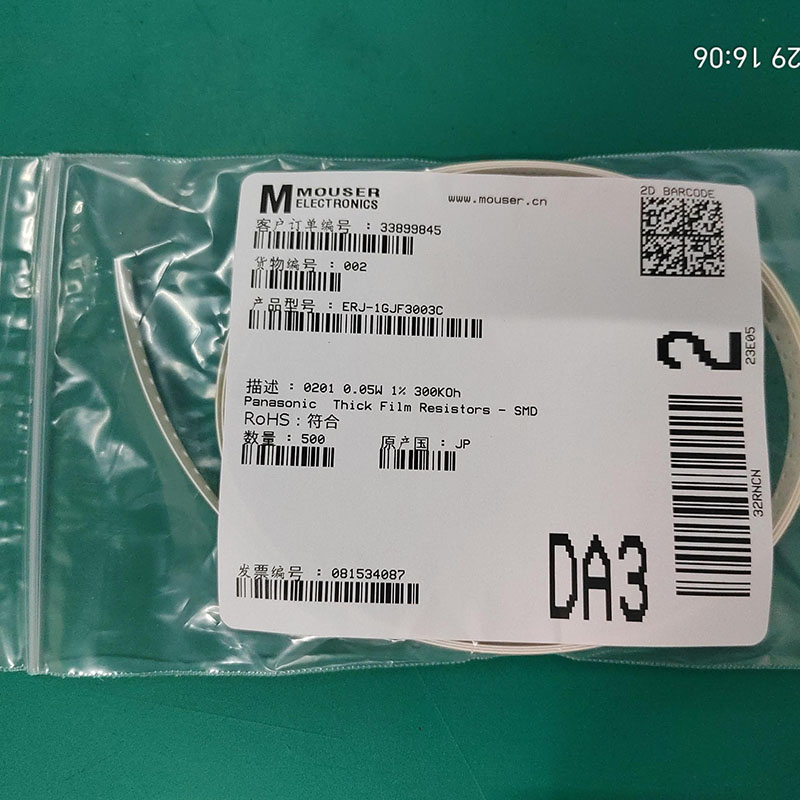 29 16:06
MOUSER
ELECTRONICS
www.mouser.cn
2D BARCODE
客户订单编号 : 33899845
货物编号 : 002
产品型号 : ERJ-1GJF3003C
2
23E05
描述 : 0201 0.05W 1% 300KOh
Panasonic Thick Film Resistors - SMD
RoHS : 符合
数量 : 500
原产国 : JP
32RNCN
DA3
发票编号 : 081534087